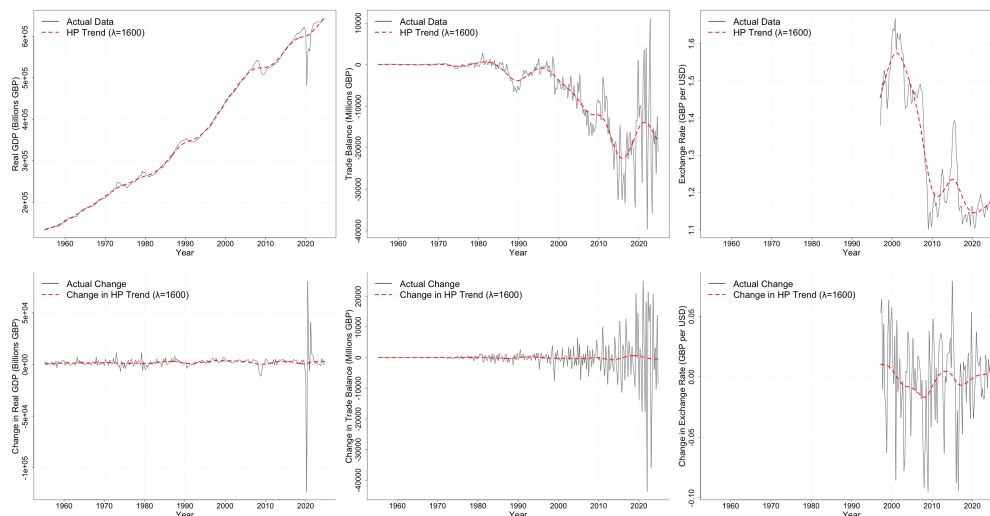 Actual Data
HP Trend (λ=1600)
Real GDP (Billions GBP)
6e+05
5e+05
4e+05
3e+05
2e+05
1960
1970
1980
1990
2000
2010
2020
Year
Actual Data
HP Trend (λ=1600)
Trade Balance (Millions GBP)
10000
0
-10000
-20000
-30000
-40000
1960
1970
1980
1990
2000
2010
2020
Year
Actual Data
HP Trend (λ=1600)
Exchange Rate (GBP per USD)
1.6
1.5
1.4
1.3
1.2
1.1
1960
1970
1980
1990
2000
2010
2020
Year
Actual Change
Change in HP Trend (λ=1600)
Change in Real GDP (Billions GBP)
5e+04
0e+00
-5e+04
-1e+05
1960
1970
1980
1990
2000
2010
2020
Year
Actual Change
Change in HP Trend (λ=1600)
Change in Trade Balance (Millions GBP)
20000
10000
0
-10000
-20000
-30000
-40000
1960
1970
1980
1990
2000
2010
2020
Year
Actual Change
Change in HP Trend (λ=1600)
Change in Exchange Rate (GBP per USD)
0.05
0.00
-0.05
-0.10
1960
1970
1980
1990
2000
2010
2020
Year